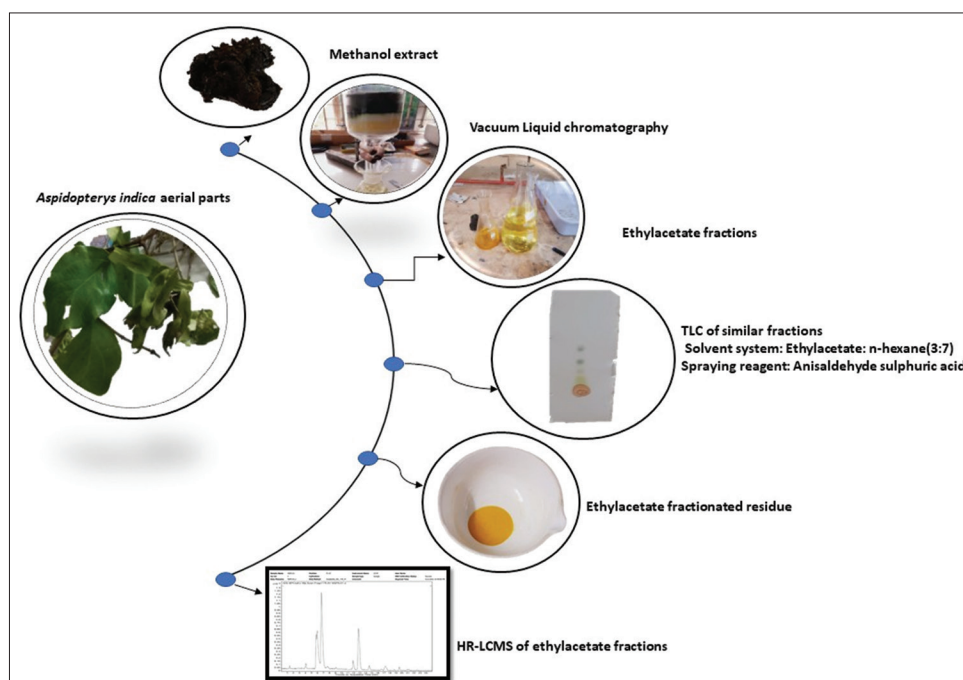 Methanol extract
Vacuum Liquid chromatography
Aspidopterys indica aerial parts
Ethylacetate fractions
TLC of similar fractions
Solvent system: Ethylacetate: n-hexane(3:7)
Spraying reagent: Anisaldehyde sulphuric acid
Ethylacetate fractionated residue
HR-LCMS of ethylacetate fractions